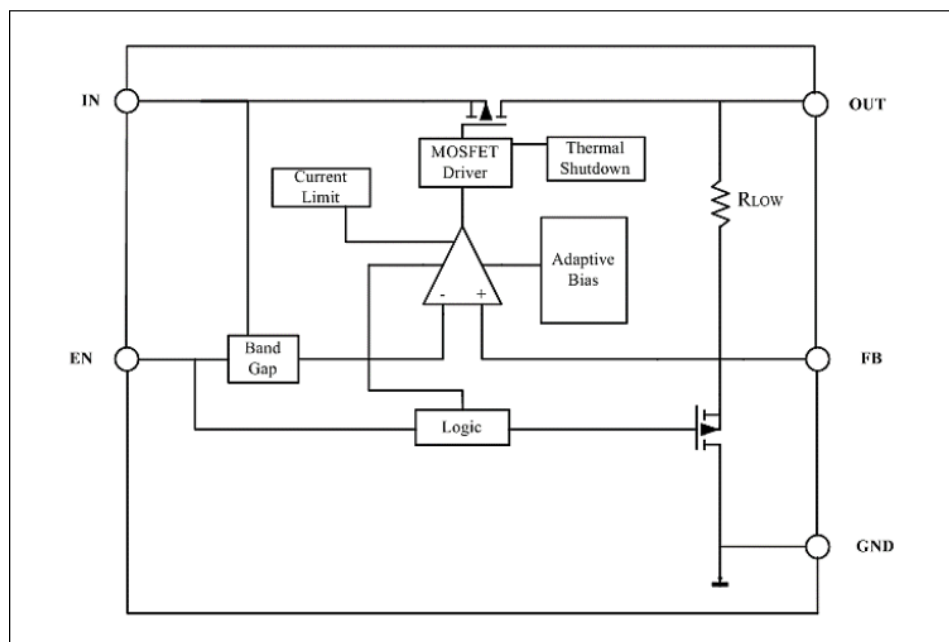 IN
OUT
MOSFET
Driver
Thermal
Shutdown
Current
Limit
RLOW
Adaptive
Bias
-
+
EN
Band
Gap
FB
Logic
GND